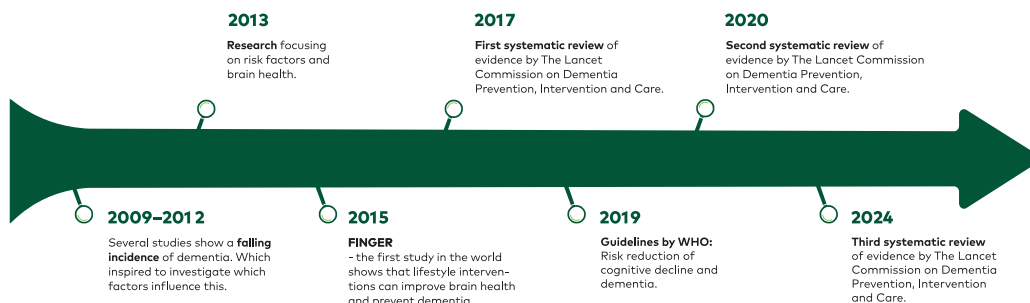 2013
Research focusing
on risk factors and
brain health.
2017
First systematic review of
evidence by The Lancet
Commission on Dementia
Prevention, Intervention and Care.
2020
Second systematic review of
evidence by The Lancet Commission
on Dementia Prevention,
Intervention and Care.
2009–2012
Several studies show a falling
incidence of dementia. Which
inspired to investigate which
factors influence this.
2015
FINGER
- the first study in the world
shows that lifestyle interven-
tions can improve brain health
and prevent dementia
2019
Guidelines by WHO:
Risk reduction of
cognitive decline and
dementia.
2024
Third systematic review
of evidence by The Lancet
Commission on Dementia
Prevention, Intervention
and Care.